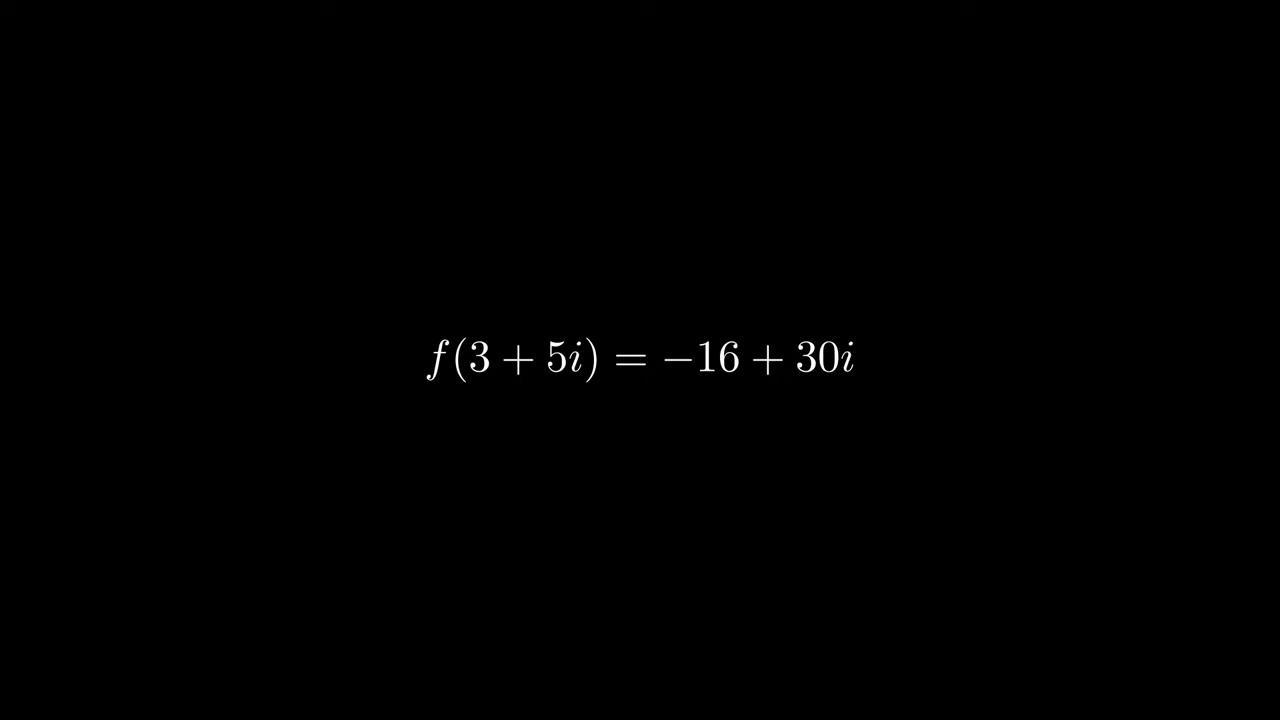 f(3 + 5i) = −16 + 30i